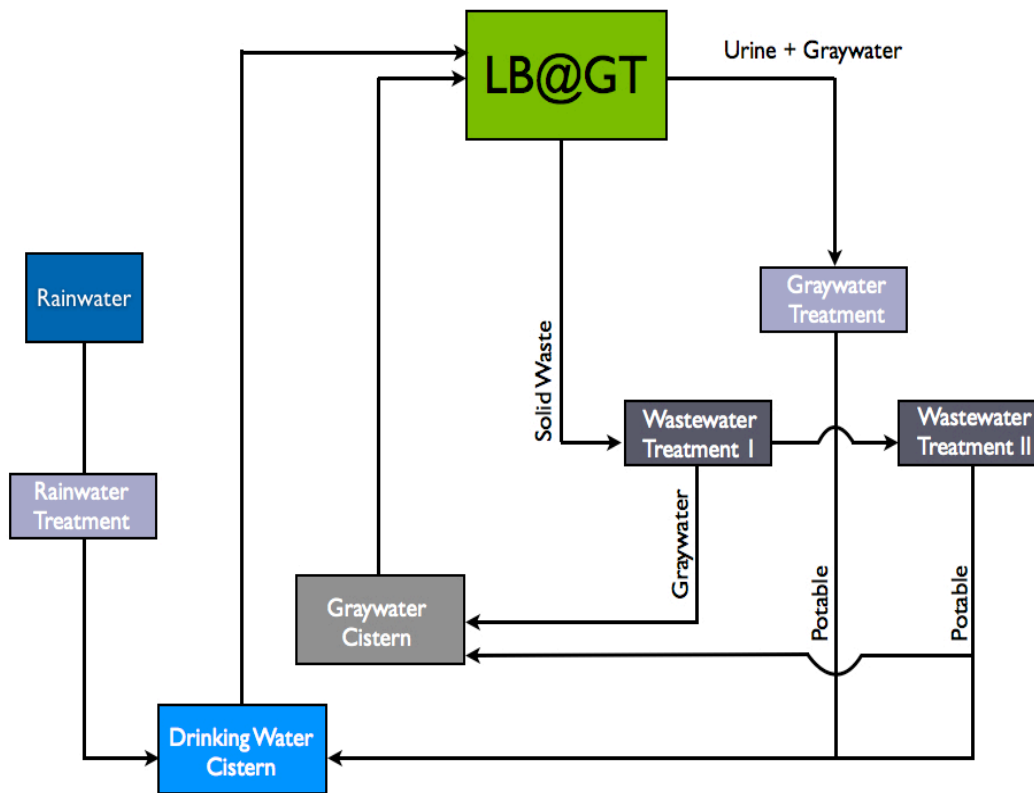 LB@GT
Urine + Graywater
Rainwater
Graywater
Treatment
Solid Waste
Wastewater
Treatment I
Wastewater
Treatment II
Rainwater
Treatment
Graywater
Potable
Potable
Graywater
Cistern
Drinking Water
Cistern